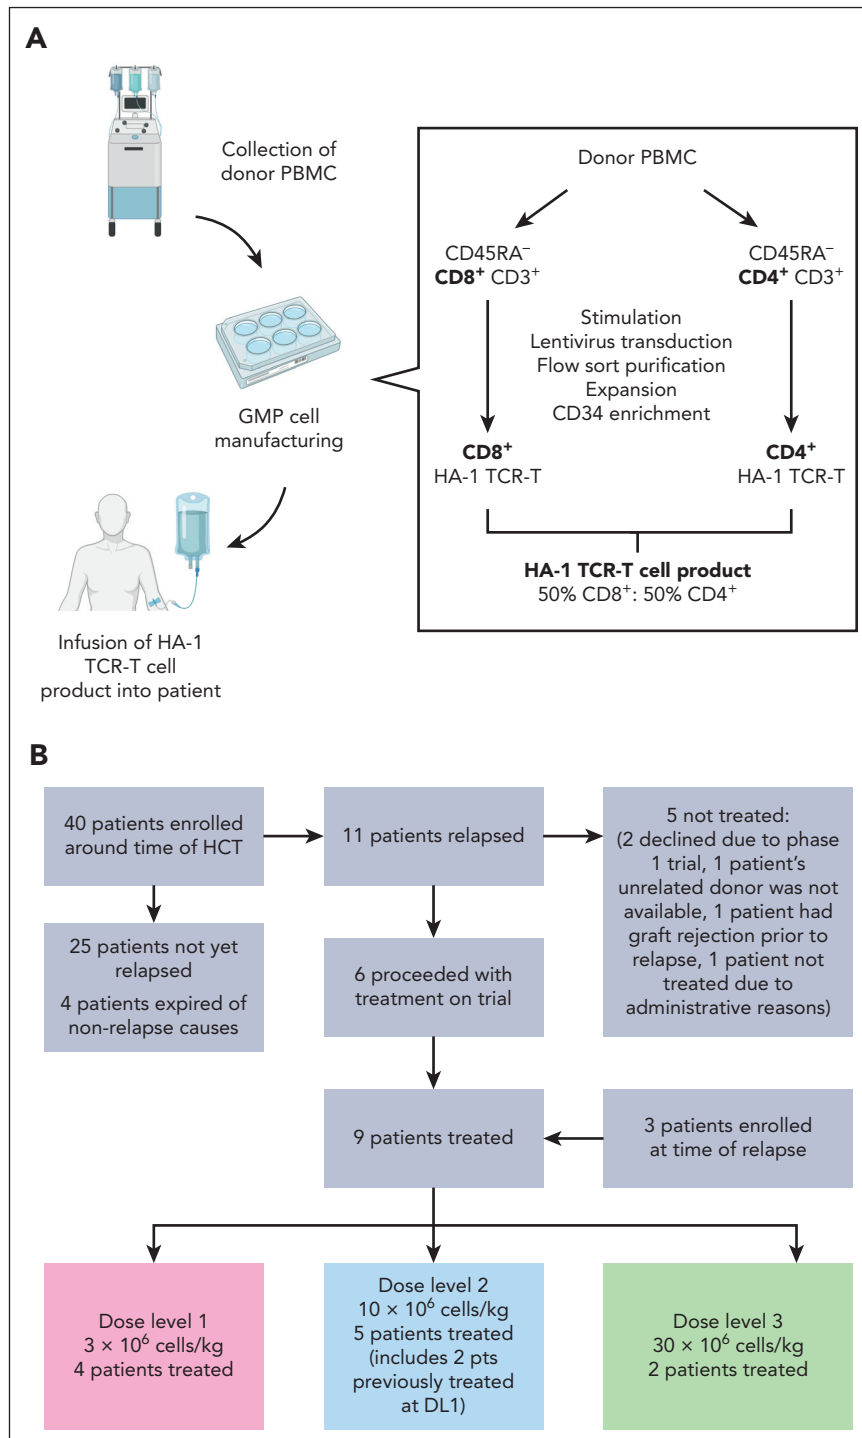 A
Collection of
donor PBMC
GMP cell
manufacturing
Infusion of HA-1
TCR-T cell
product into patient
Donor PBMC
CD45RA⁻
CD8⁺ CD3⁺
CD45RA⁻
CD4⁺ CD3⁺
Stimulation
Lentivirus transduction
Flow sort purification
Expansion
CD34 enrichment
CD8⁺
HA-1 TCR-T
CD4⁺
HA-1 TCR-T
HA-1 TCR-T cell product
50% CD8⁺: 50% CD4⁺
B
40 patients enrolled
around time of HCT
11 patients relapsed
5 not treated:
(2 declined due to phase
1 trial, 1 patient's
unrelated donor was not
available, 1 patient had
graft rejection prior to
relapse, 1 patient not
treated due to
administrative reasons)
25 patients not yet
relapsed
4 patients expired of
non-relapse causes
6 proceeded with
treatment on trial
9 patients treated
3 patients enrolled
at time of relapse
Dose level 1
3 × 10⁶ cells/kg
4 patients treated
Dose level 2
10 × 10⁶ cells/kg
5 patients treated
(includes 2 pts
previously treated
at DL1)
Dose level 3
30 × 10⁶ cells/kg
2 patients treated